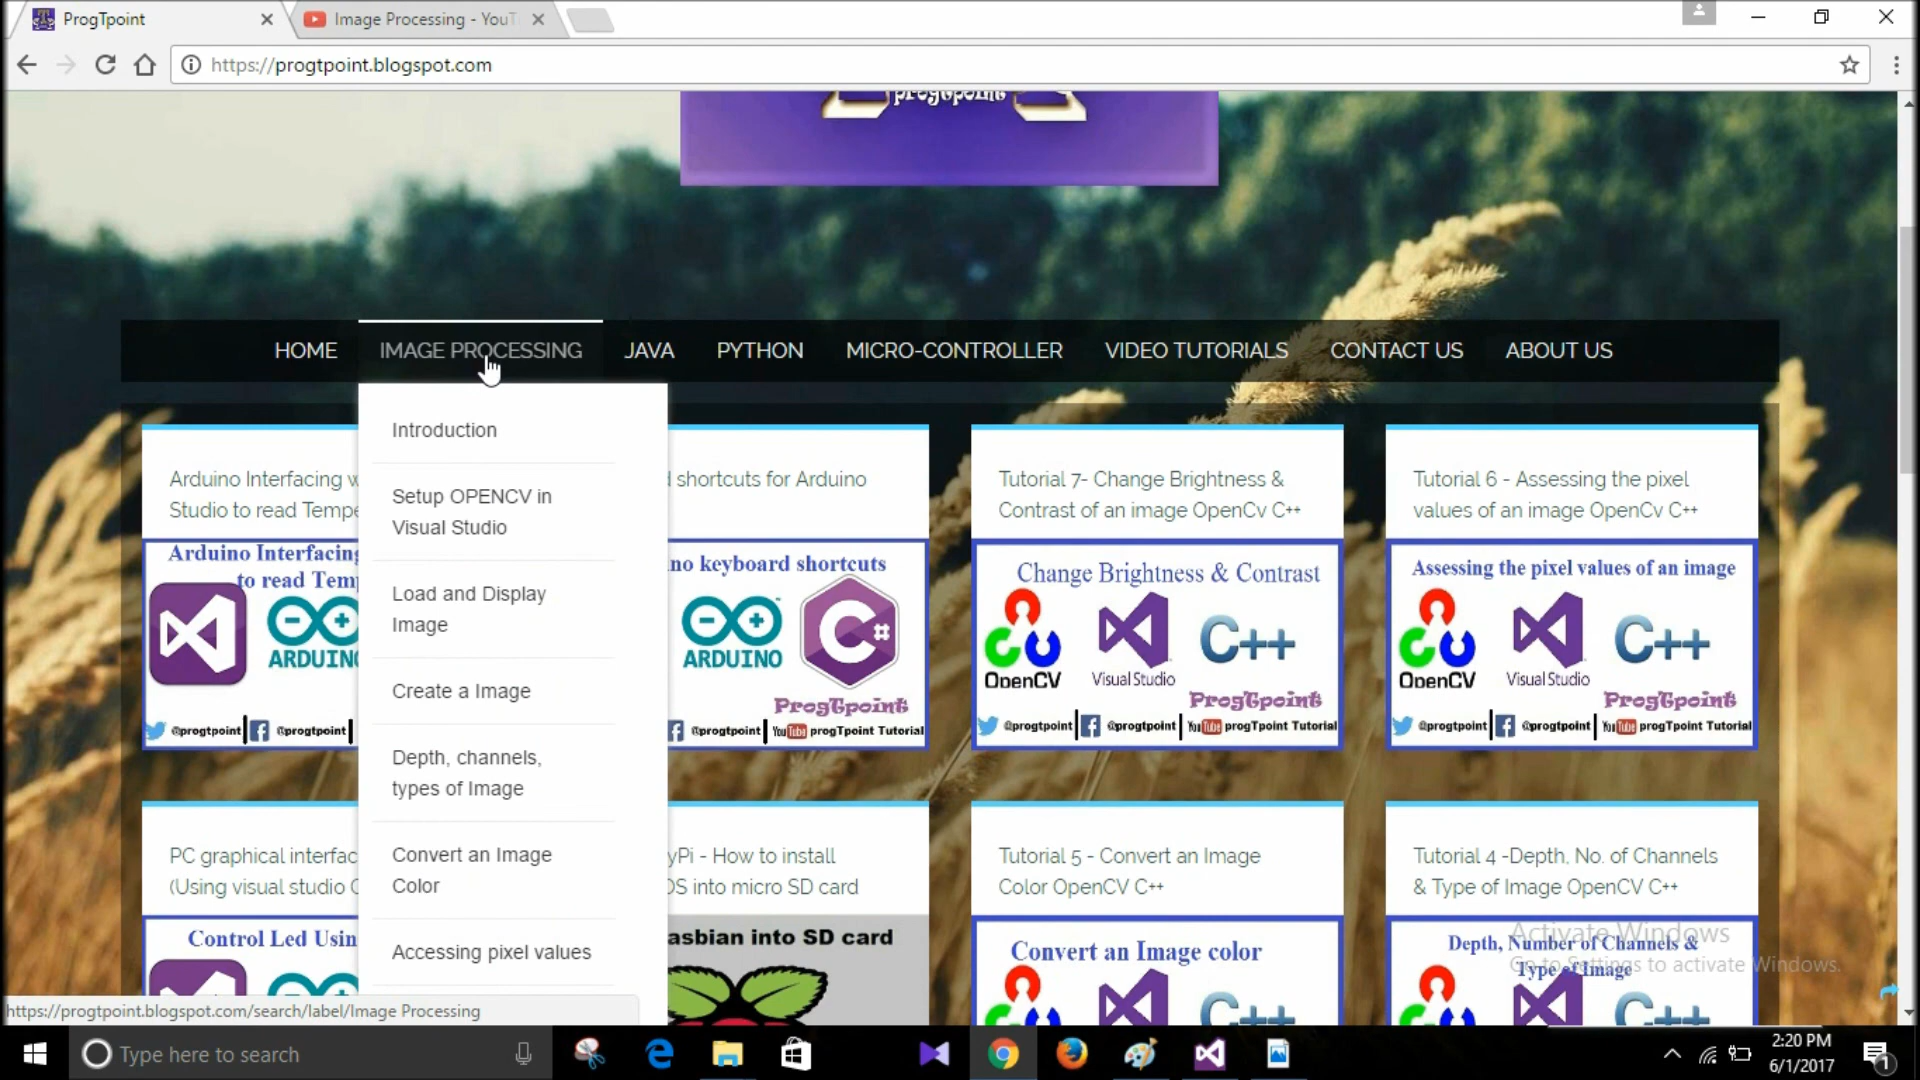 ProgTpoint
Image Processing - YouT
https://progtpoint.blogspot.com
progtpoint
HOME
IMAGE PROCESSING
JAVA
PYTHON
MICRO-CONTROLLER
VIDEO TUTORIALS
CONTACT US
ABOUT US
Introduction
Setup OPENCV in
Visual Studio
Load and Display
Image
Create a Image
Depth, channels,
types of Image
Convert an Image
Color
Accessing pixel values
Arduino Interfacing w
Studio to read Tempe
Arduino Interfacing
to read Temp
ARDUINO
@progtpoint
@progtpoint
shortcuts for Arduino
no keyboard shortcuts
ARDUINO
C#
ProgTpoint
@progtpoint
YouTube progTpoint Tutorial
Tutorial 7- Change Brightness &
Contrast of an image OpenCv C++
Change Brightness & Contrast
OpenCV
Visual Studio
C++
ProgTpoint
@progtpoint
@progtpoint
YouTube progTpoint Tutorial
Tutorial 6 - Assessing the pixel
values of an image OpenCv C++
Assessing the pixel values of an image
OpenCV
Visual Studio
C++
ProgTpoint
@progtpoint
@progtpoint
YouTube progTpoint Tutorial
PC graphical interfac
(Using visual studio C
Control Led Usin
yPi - How to install
OS into micro SD card
asbian into SD card
Tutorial 5 - Convert an Image
Color OpenCV C++
Convert an Image color
C++
Tutorial 4 -Depth, No. of Channels
& Type of Image OpenCV C++
Depth, Number of Channels &
Type of Image
C++
Activate Windows
Go to Settings to activate Windows.
https://progtpoint.blogspot.com/search/label/Image Processing
Type here to search
2:20 PM
6/1/2017
1